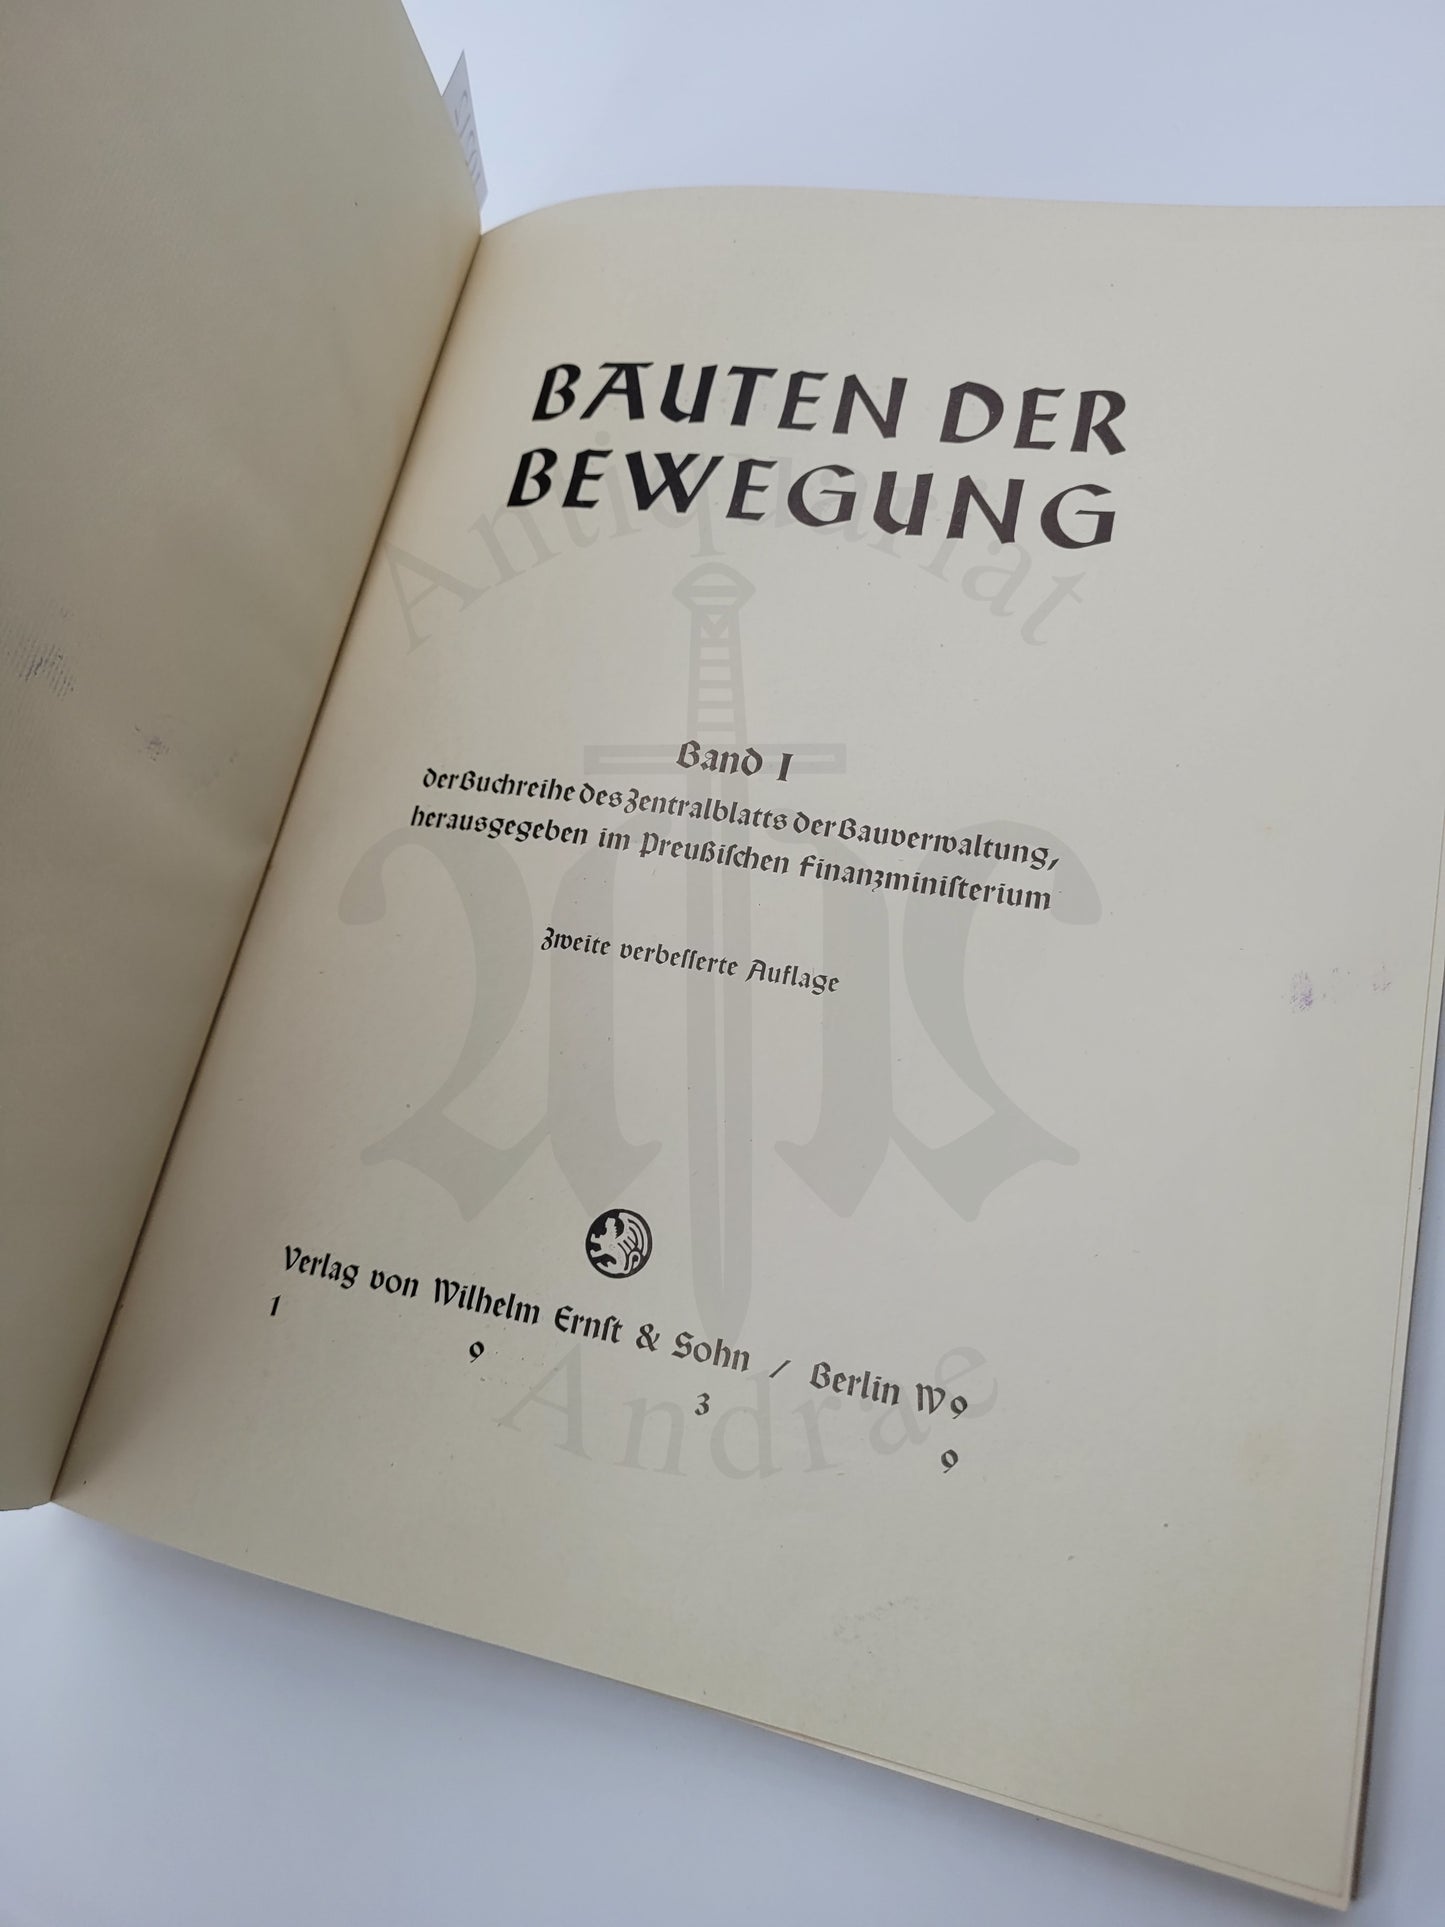 BAUTEN DER
BEWEGUNG
Band I
der Buchreihe des Zentralblatts der Bauverwaltung,
herausgegeben im Preußiſchen Finanzminiſterium
Zweite verbeſſerte Auflage
Verlag von Wilhelm Ernſt & Sohn / Berlin W 9
1 9 3 9
Antiquariat
Andrae